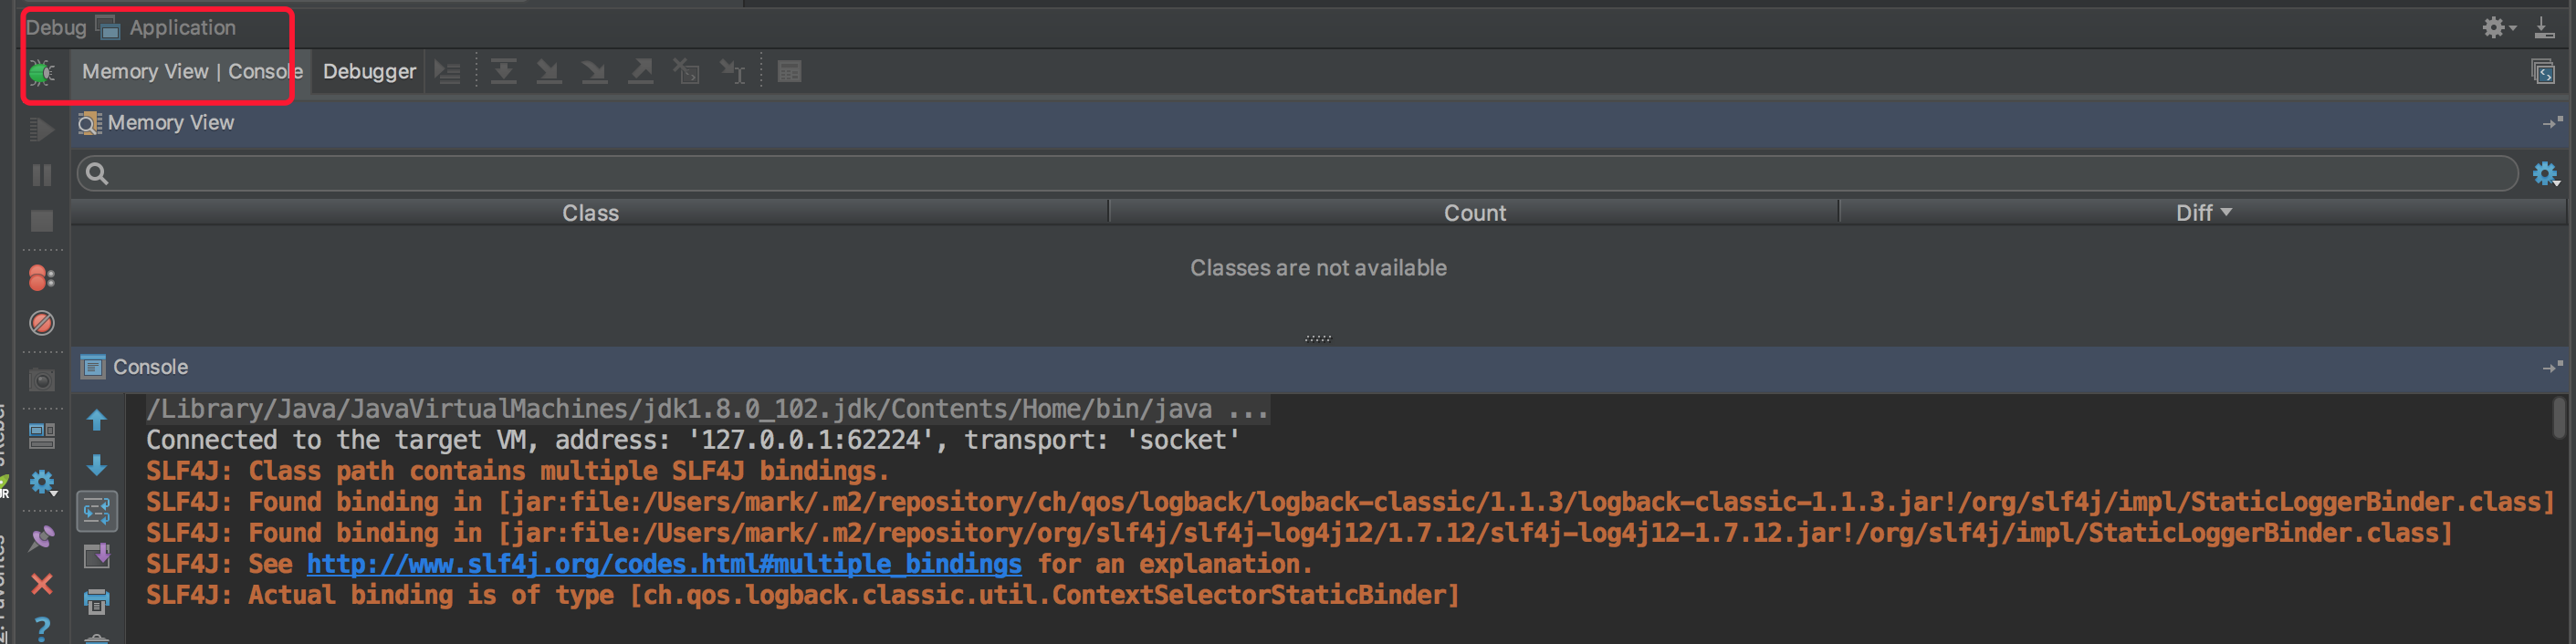 Debug Application
Memory View | Console Debugger
Memory View
Class Count Diff
Classes are not available
Console
/Library/Java/JavaVirtualMachines/jdk1.8.0_102.jdk/Contents/Home/bin/java ...
Connected to the target VM, address: '127.0.0.1:62224', transport: 'socket'
SLF4J: Class path contains multiple SLF4J bindings.
SLF4J: Found binding in [jar:file:/Users/mark/.m2/repository/ch/qos/logback/logback-classic/1.1.3/logback-classic-1.1.3.jar!/org/slf4j/impl/StaticLoggerBinder.class]
SLF4J: Found binding in [jar:file:/Users/mark/.m2/repository/org/slf4j/slf4j-log4j12/1.7.12/slf4j-log4j12-1.7.12.jar!/org/slf4j/impl/StaticLoggerBinder.class]
SLF4J: See http://www.slf4j.org/codes.html#multiple_bindings for an explanation.
SLF4J: Actual binding is of type [ch.qos.logback.classic.util.ContextSelectorStaticBinder]